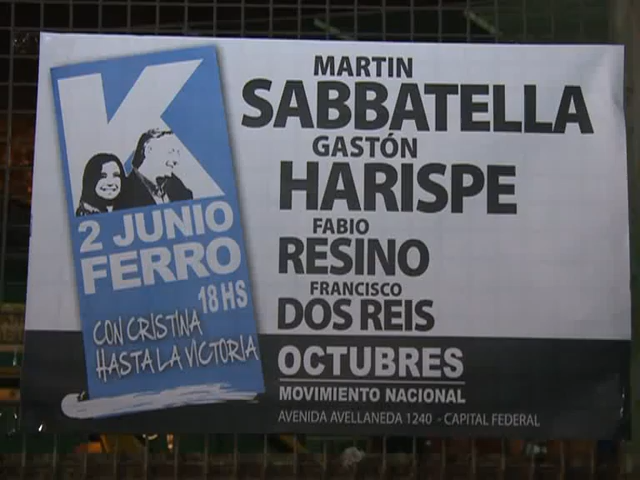 K
2 JUNIO
FERRO
18 HS
CON CRISTINA
HASTA LA VICTORIA
MARTIN
SABBATELLA
GASTÓN
HARISPE
FABIO
RESINO
FRANCISCO
DOS REIS
OCTUBRES
MOVIMIENTO NACIONAL
AVENIDA AVELLANEDA 1240 - CAPITAL FEDERAL